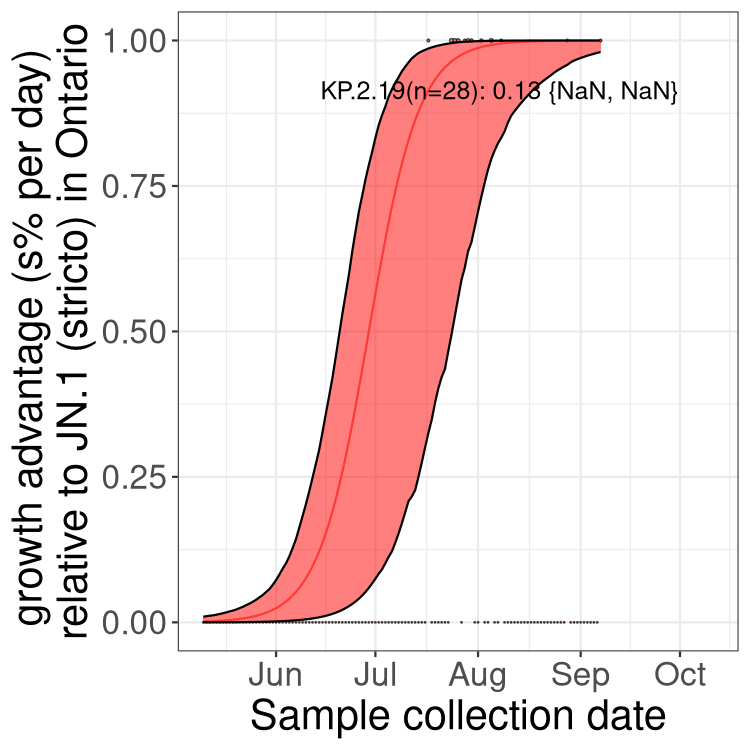 growth advantage (s% per day)
relative to JN.1 (stricto) in Ontario
1.00
0.75
0.50
0.25
0.00
KP.2.19(n=28): 0.13 {NaN, NaN}
Jun Jul Aug Sep Oct
Sample collection date